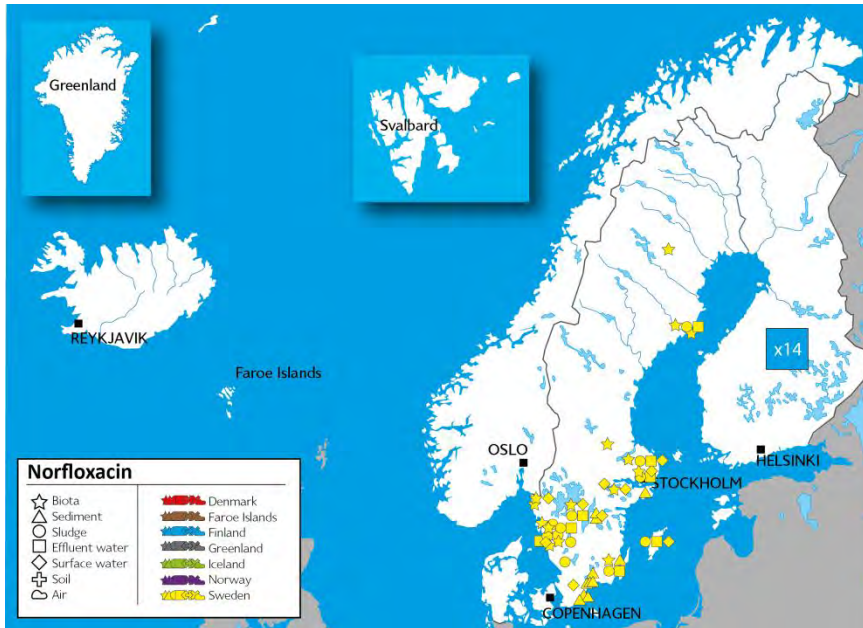 Greenland
Svalbard
REYKJAVIK
Faroe Islands
x14
OSLO
HELSINKI
STOCKHOLM
COPENHAGEN
Norfloxacin
Biota
Sediment
Sludge
Effluent water
Surface water
Soil
Air
Denmark
Faroe Islands
Finland
Greenland
Iceland
Norway
Sweden